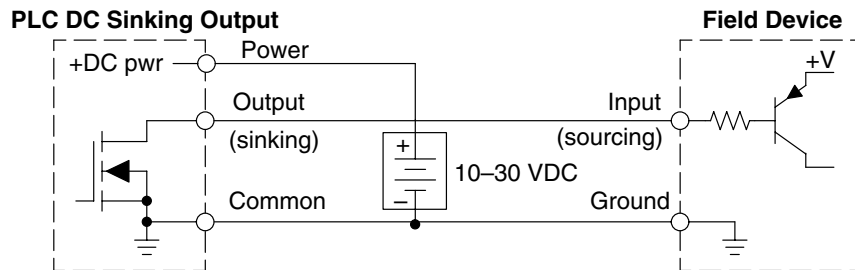 PLC DC Sinking Output
Field Device
+DC pwr
Power
+V
Output
(sinking)
Input
(sourcing)
+
10–30 VDC
–
Common
Ground